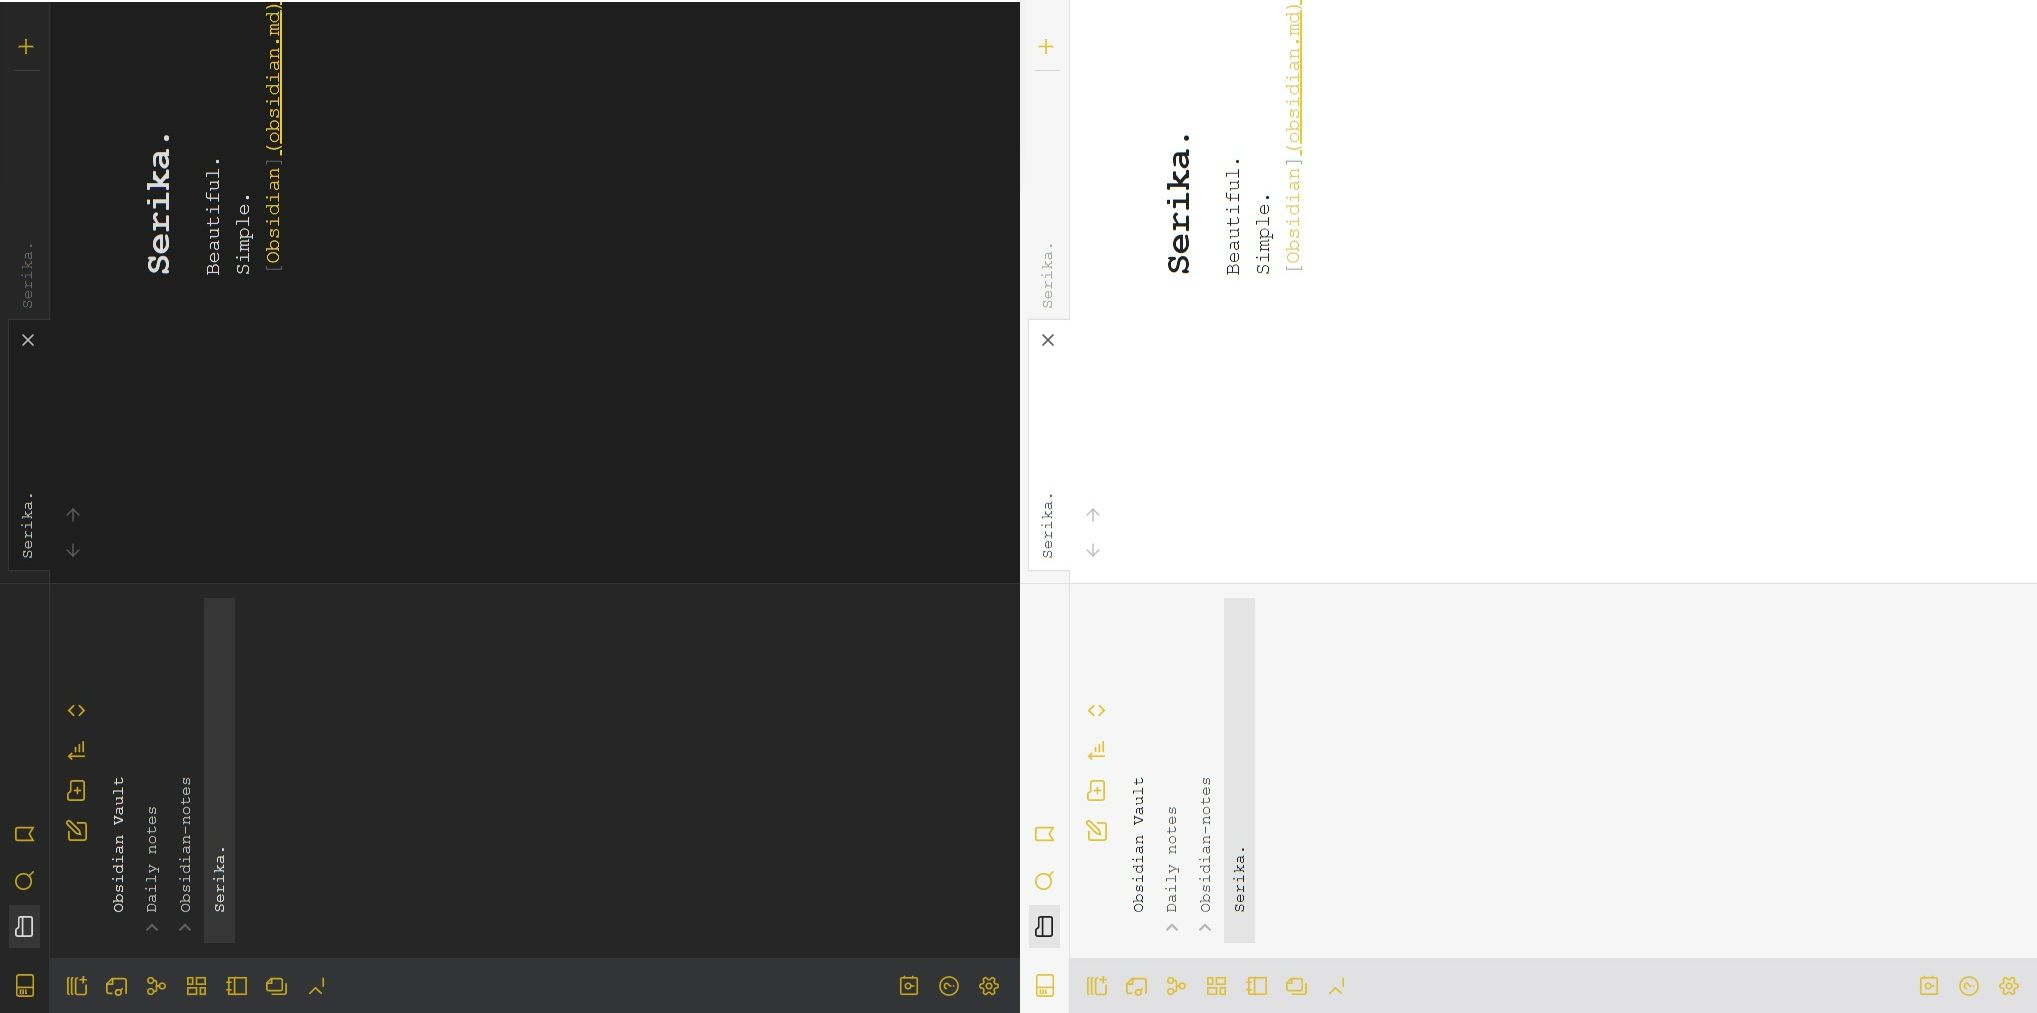 Serika.
Serika.
Obsidian Vault
Daily notes
Obsidian-notes
Serika.
Serika.
Beautiful.
Simple.
[Obsidian](obsidian.md)
Serika.
Serika.
Obsidian Vault
Daily notes
Obsidian-notes
Serika.
Serika.
Beautiful.
Simple.
[Obsidian](obsidian.md)